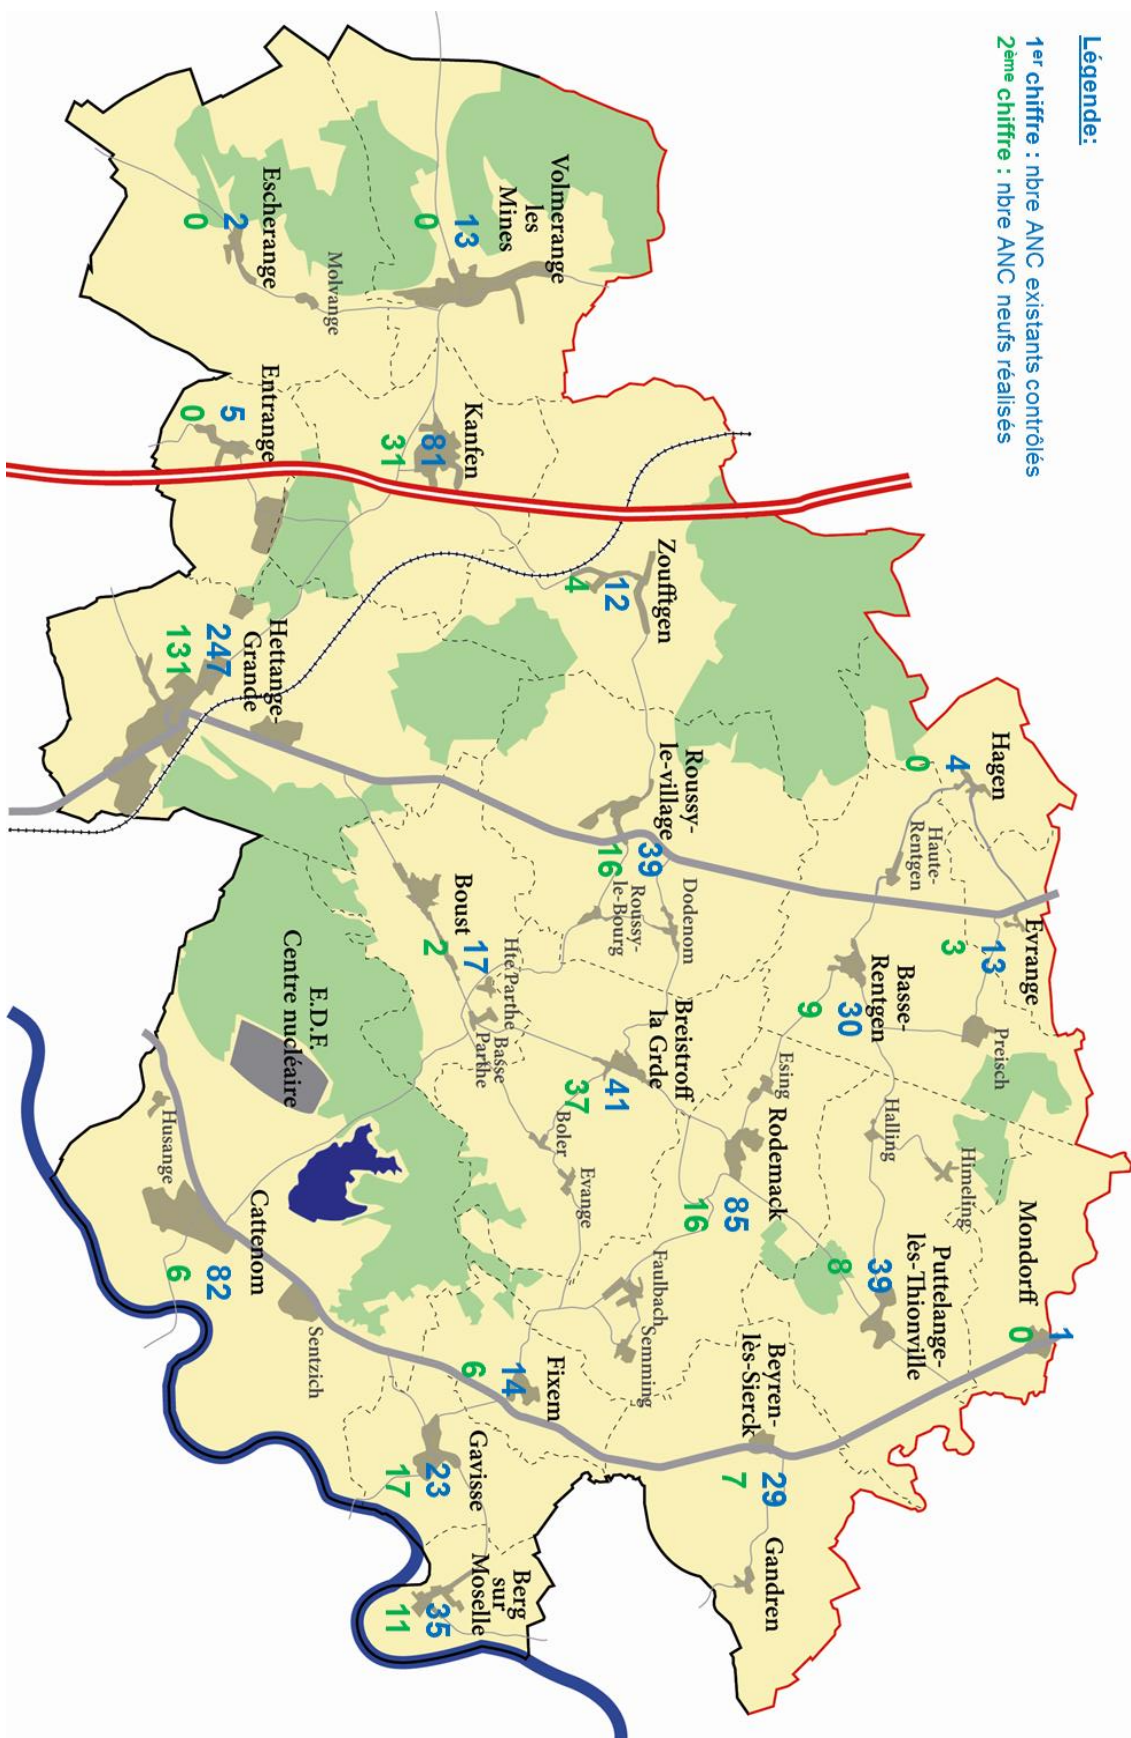 Légende:
1er chiffre : nbre ANC existants contrôlés
2ème chiffre : nbre ANC neufs réalisés
Volmerange
les
Mines
13
0
Escherange
2
0
Molvange
Entrange
5
0
Kanfen
81
31
Zoufftgen
12
4
Hettange-
Grande
247
131
Roussy-
le-village
39
16
Roussy-
le-Bourg
Dodenom
Hagen
4
0
Haute-
Rentgen
Evrange
13
3
Basse-
Rentgen
30
9
Preisch
Boust
17
2
Hte Parthe
Basse
Parthe
Breistroff
la Grde
41
37
Boler
Evange
Esing
Rodemack
85
16
Halling
Himeling
Faulbach
Semming
Mondorff
1
0
Puttelange-
lès-Thionville
39
8
Beyren-
lès-Sierck
29
7
Gandren
E.D.F.
Centre nucléaire
Husange
Cattenom
82
6
Sentzich
Fixem
14
6
Gavisse
23
17
Berg
sur
Moselle
35
11